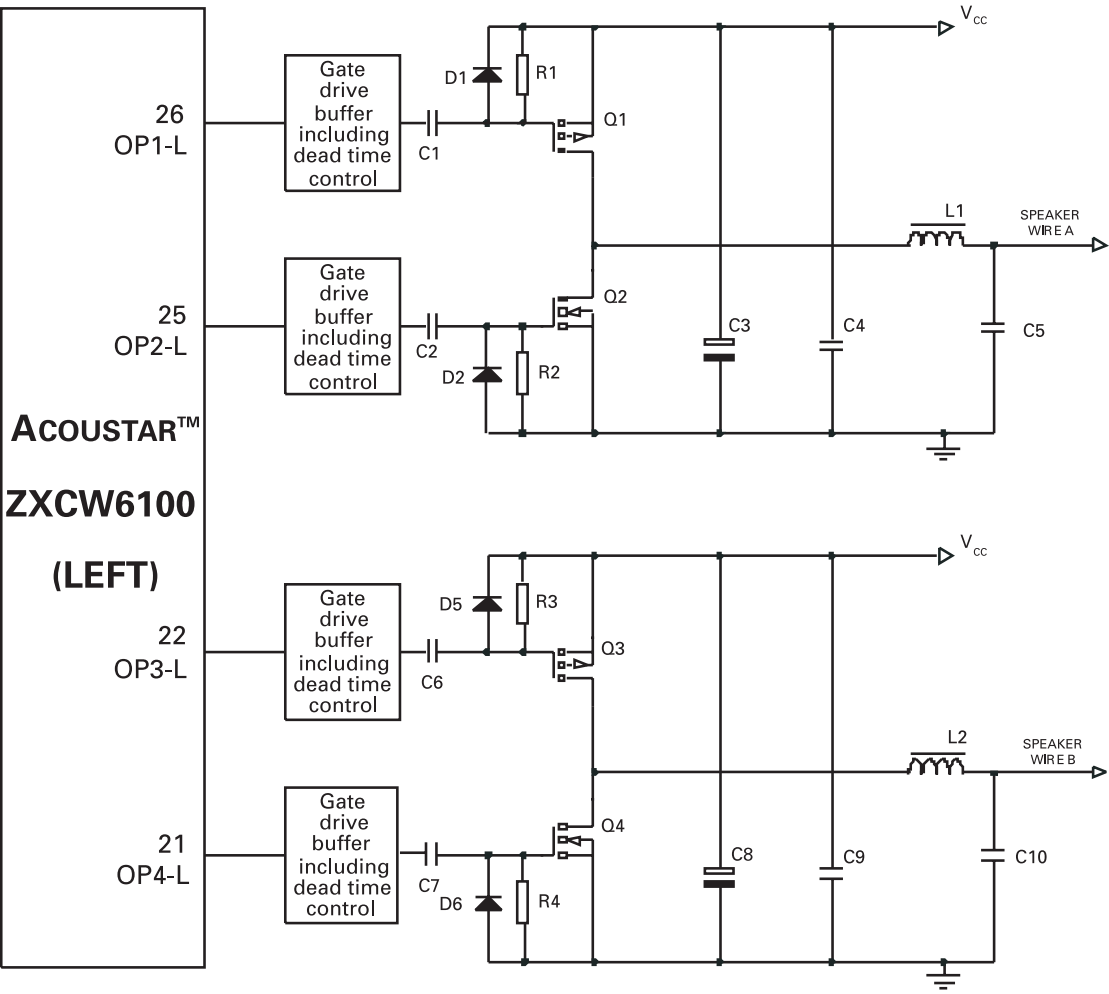 V CC
Gate
drive
buffer
including
dead time
control
D1
R1
26
OP1-L
C1
Q1
L1
SPEAKER
WIRE A
Gate
drive
buffer
including
dead time
control
25
OP2-L
C2
Q2
D2
R2
C3
C4
C5
ACOUSTAR™
ZXCW6100
(LEFT)
V CC
Gate
drive
buffer
including
dead time
control
D5
R3
22
OP3-L
C6
Q3
L2
SPEAKER
WIRE B
Gate
drive
buffer
including
dead time
control
21
OP4-L
C7
Q4
D6
R4
C8
C9
C10